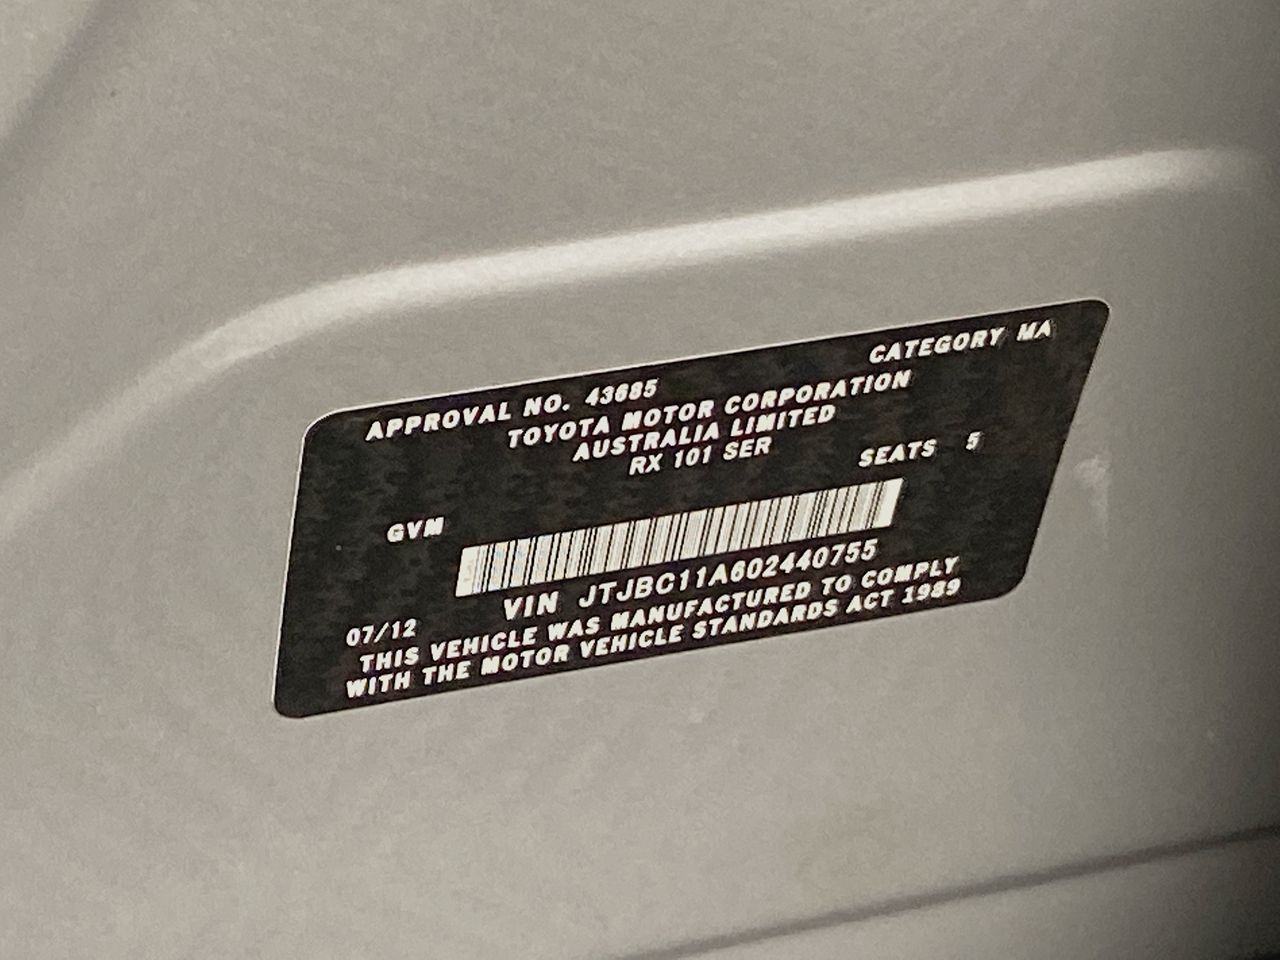 APPROVAL NO. 43685 CATEGORY MA
TOYOTA MOTOR CORPORATION
AUSTRALIA LIMITED
RX 101 SER
SEATS 5
GVM
VIN JTJBC11A602440755
07/12
THIS VEHICLE WAS MANUFACTURED TO COMPLY
WITH THE MOTOR VEHICLE STANDARDS ACT 1989